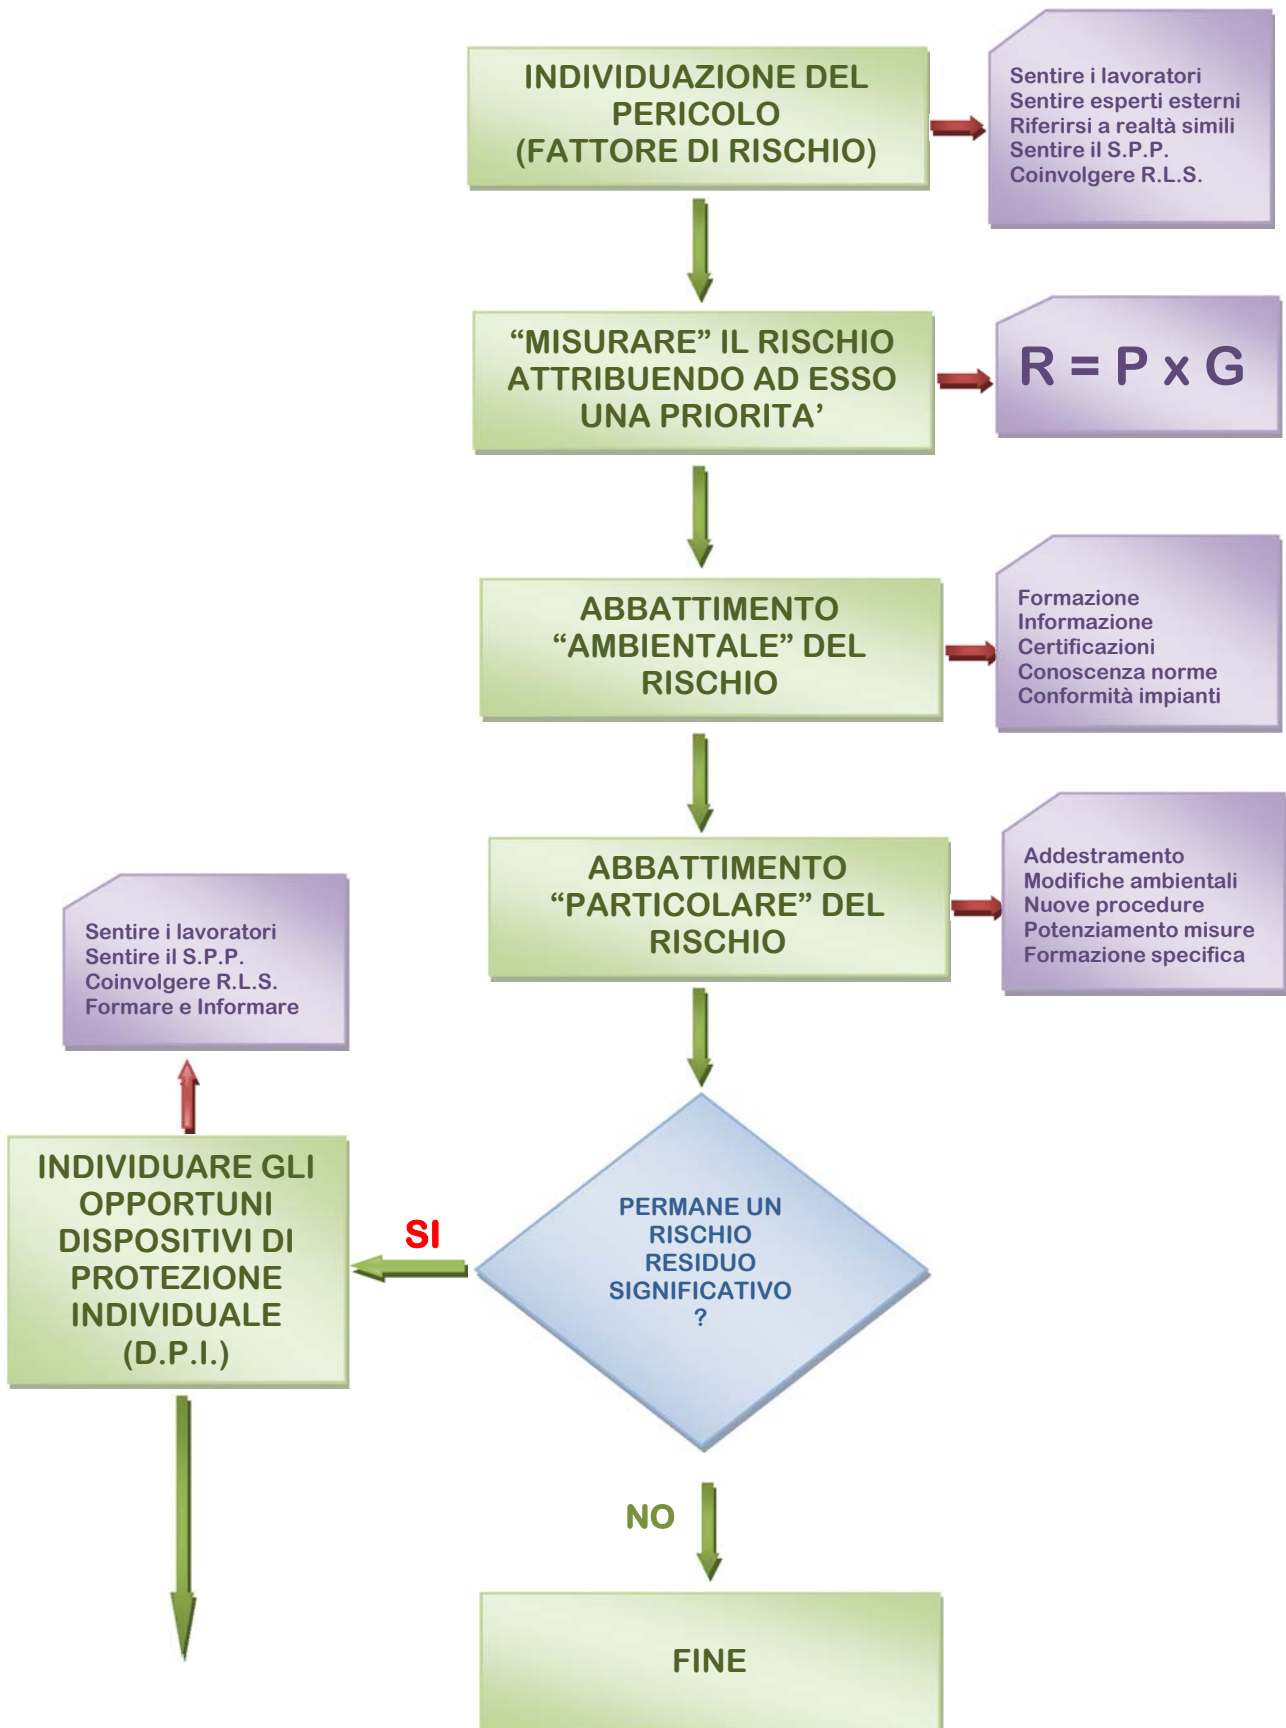 INDIVIDUAZIONE DEL
PERICOLO
(FATTORE DI RISCHIO)
Sentire i lavoratori
Sentire esperti esterni
Riferirsi a realtà simili
Sentire il S.P.P.
Coinvolgere R.L.S.
“MISURARE” IL RISCHIO
ATTRIBUENDO AD ESSO
UNA PRIORITA’
R = P x G
ABBATTIMENTO
“AMBIENTALE” DEL
RISCHIO
Formazione
Informazione
Certificazioni
Conoscenza norme
Conformità impianti
ABBATTIMENTO
“PARTICOLARE” DEL
RISCHIO
Addestramento
Modifiche ambientali
Nuove procedure
Potenziamento misure
Formazione specifica
Sentire i lavoratori
Sentire il S.P.P.
Coinvolgere R.L.S.
Formare e Informare
INDIVIDUARE GLI
OPPORTUNI
DISPOSITIVI DI
PROTEZIONE
INDIVIDUALE
(D.P.I.)
SI
PERMANE UN
RISCHIO
RESIDUO
SIGNIFICATIVO
?
NO
FINE